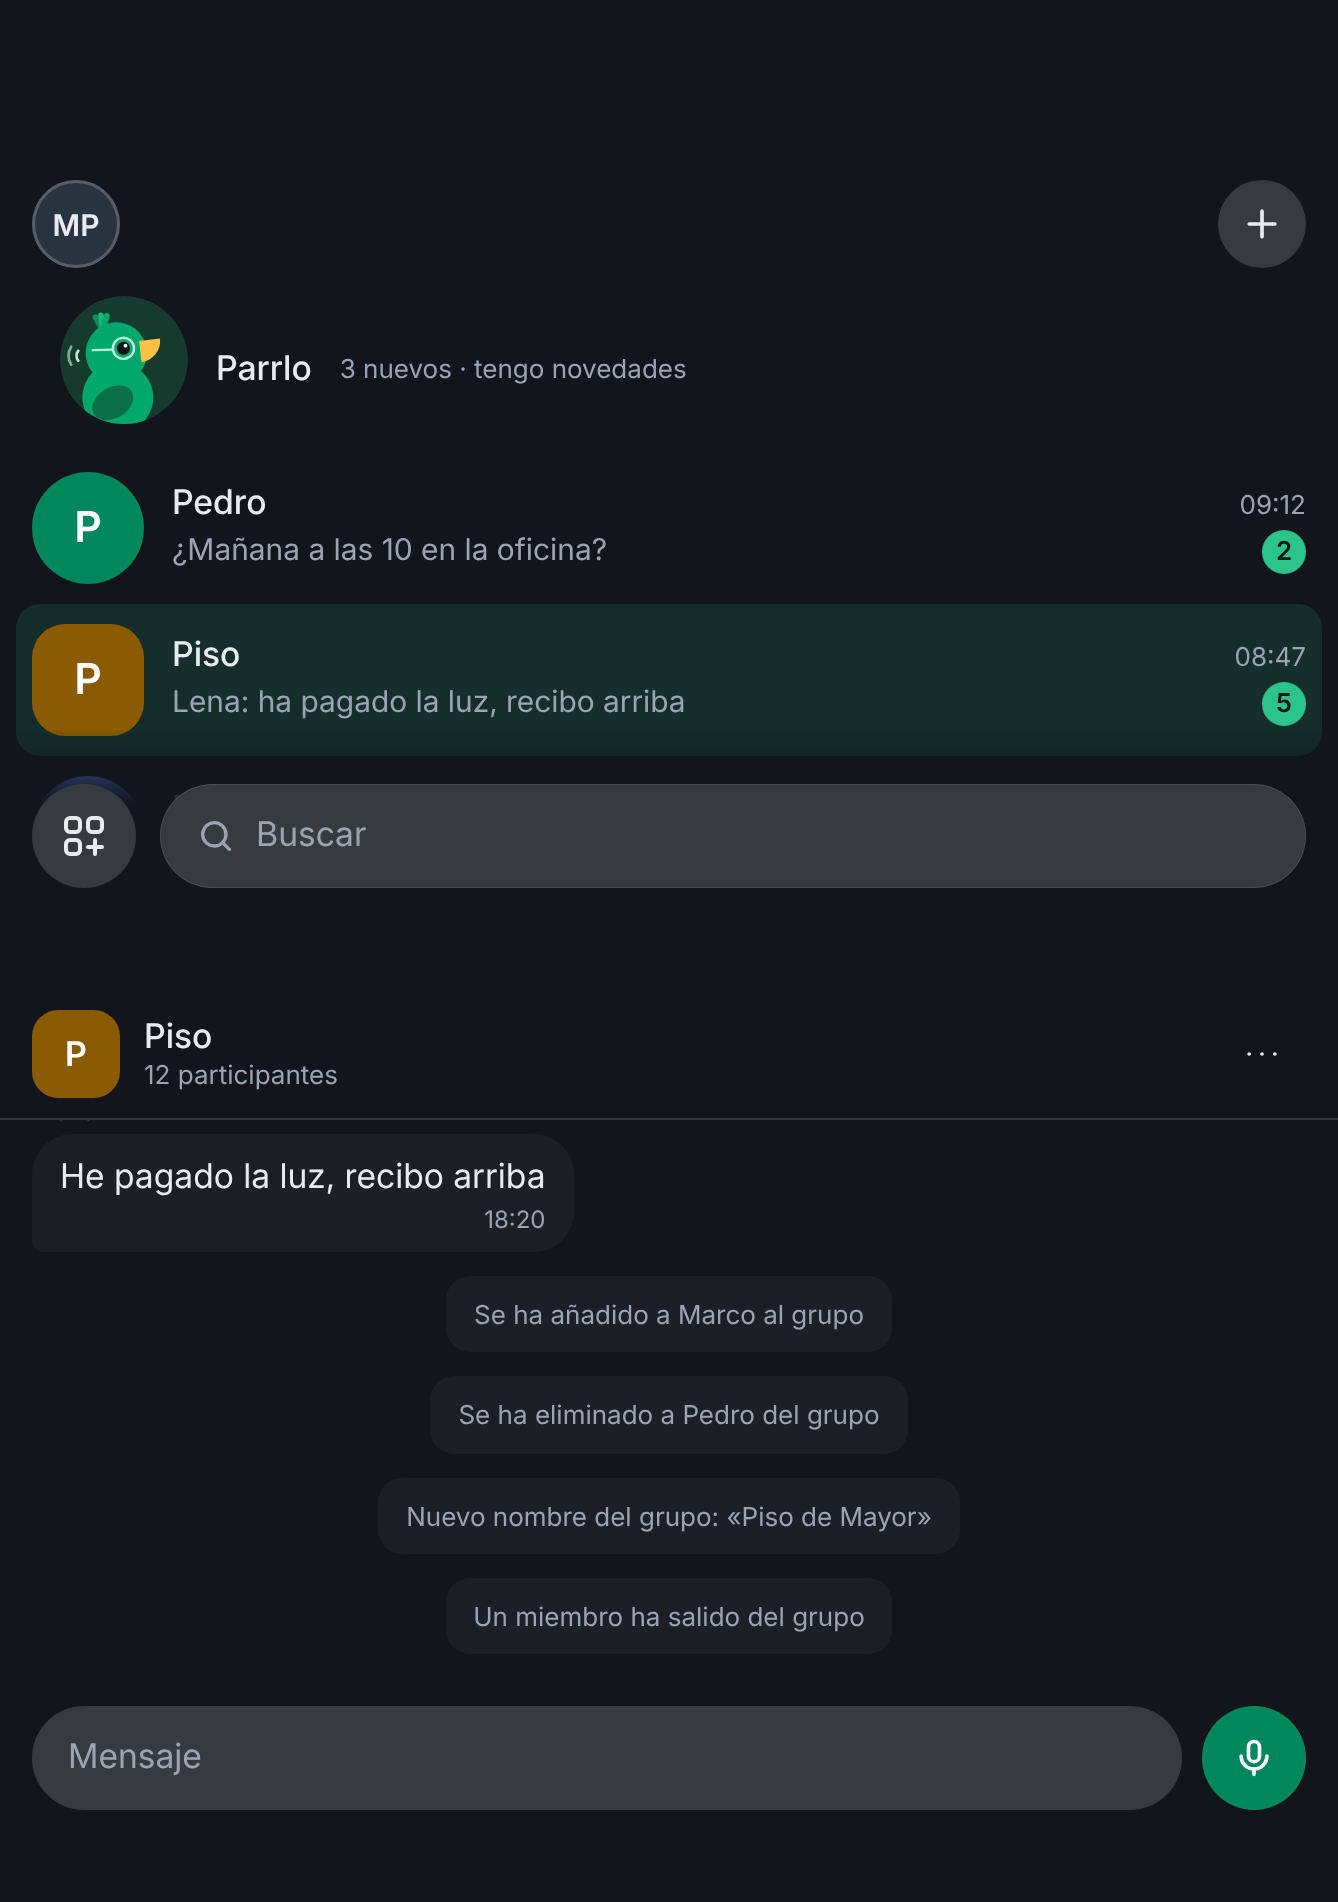 MP
Parrlo 3 nuevos · tengo novedades
P
Pedro
09:12
¿Mañana a las 10 en la oficina?
2
P
Piso
08:47
Lena: ha pagado la luz, recibo arriba
5
Buscar
P
Piso
12 participantes
He pagado la luz, recibo arriba
18:20
Se ha añadido a Marco al grupo
Se ha eliminado a Pedro del grupo
Nuevo nombre del grupo: «Piso de Mayor»
Un miembro ha salido del grupo
Mensaje